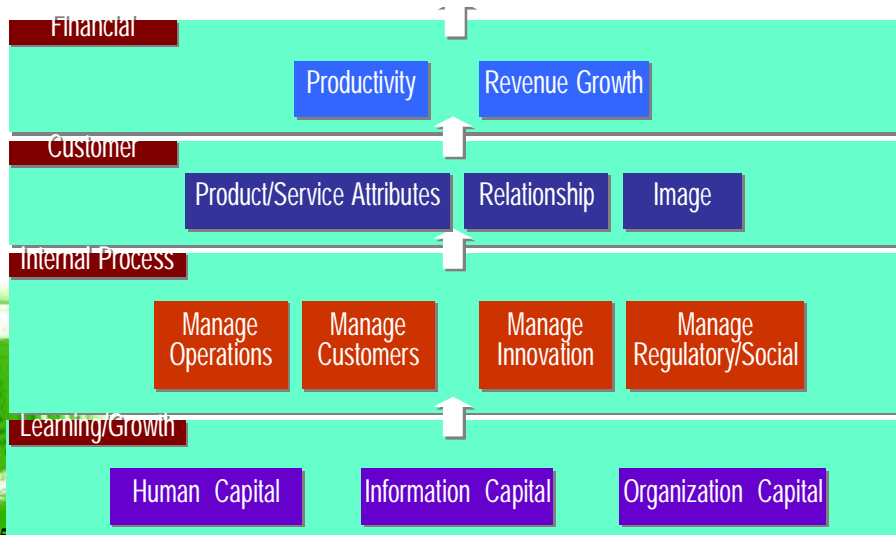 Financial
Productivity
Revenue Growth
Customer
Product/Service Attributes
Relationship
Image
Internal Process
Manage
Operations
Manage
Customers
Manage
Innovation
Manage
Regulatory/Social
Learning/Growth
Human Capital
Information Capital
Organization Capital